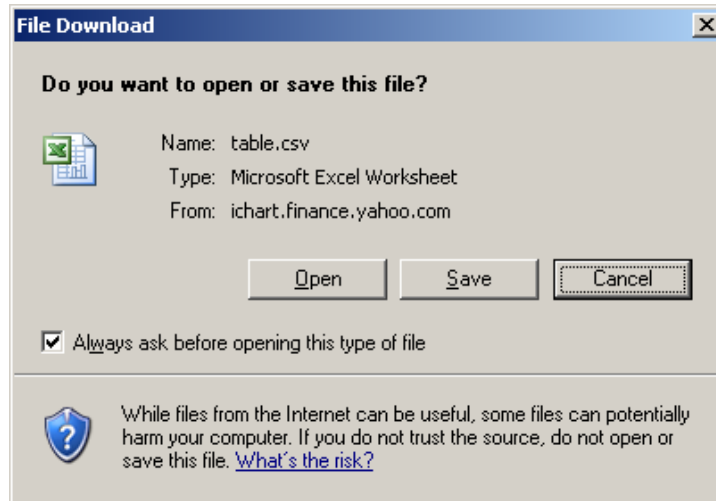 File Download
Do you want to open or save this file?
Name: table.csv
Type: Microsoft Excel Worksheet
From: ichart.finance.yahoo.com
Open Save Cancel
Always ask before opening this type of file
While files from the Internet can be useful, some files can potentially
harm your computer. If you do not trust the source, do not open or
save this file. What's the risk?